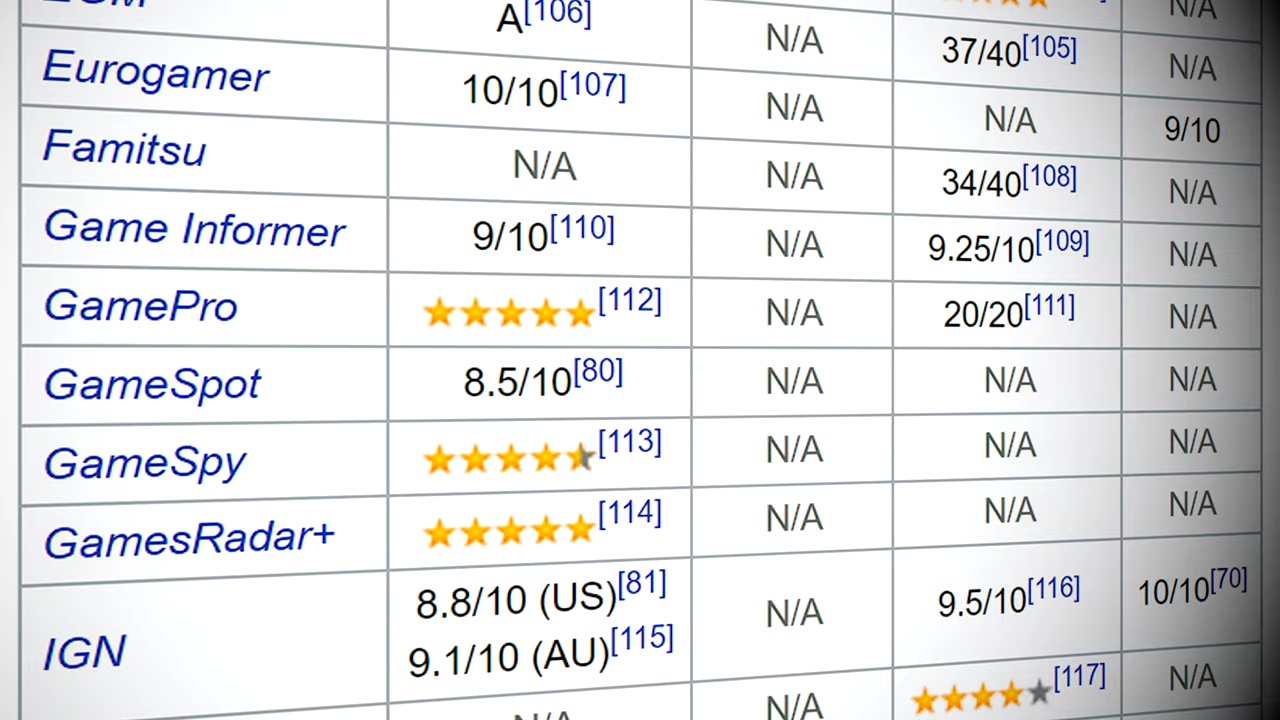 EGM A[106] N/A 37/40[105] N/A
Eurogamer 10/10[107] N/A N/A 9/10
Famitsu N/A N/A 34/40[108] N/A
Game Informer 9/10[110] N/A 9.25/10[109] N/A
GamePro ★★★★★[112] N/A 20/20[111] N/A
GameSpot 8.5/10[80] N/A N/A N/A
GameSpy [113] N/A N/A N/A
GamesRadar+ ★★★★★[114] N/A N/A N/A
IGN 8.8/10 (US)[81] N/A 9.5/10[116] 10/10[70]
9.1/10 (AU)[115]
N/A N/A [117] N/A